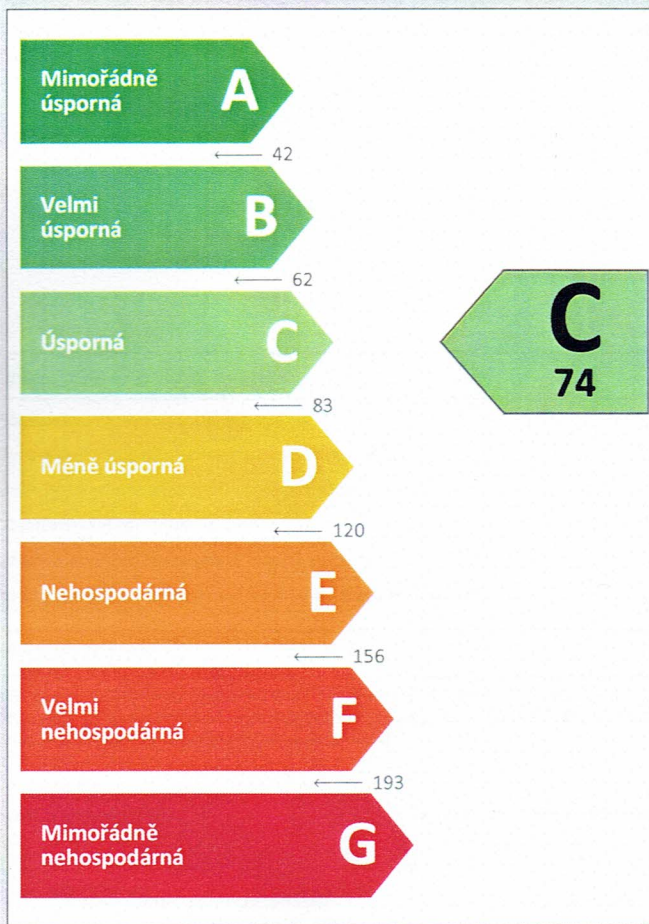 Mimořádně
úsporná
A
42
Velmi
úsporná
B
62
Úsporná
C
83
C
74
Méně úsporná
D
120
Nehospodárná
E
156
Velmi
nehospodárná
F
193
Mimořádně
nehospodárná
G